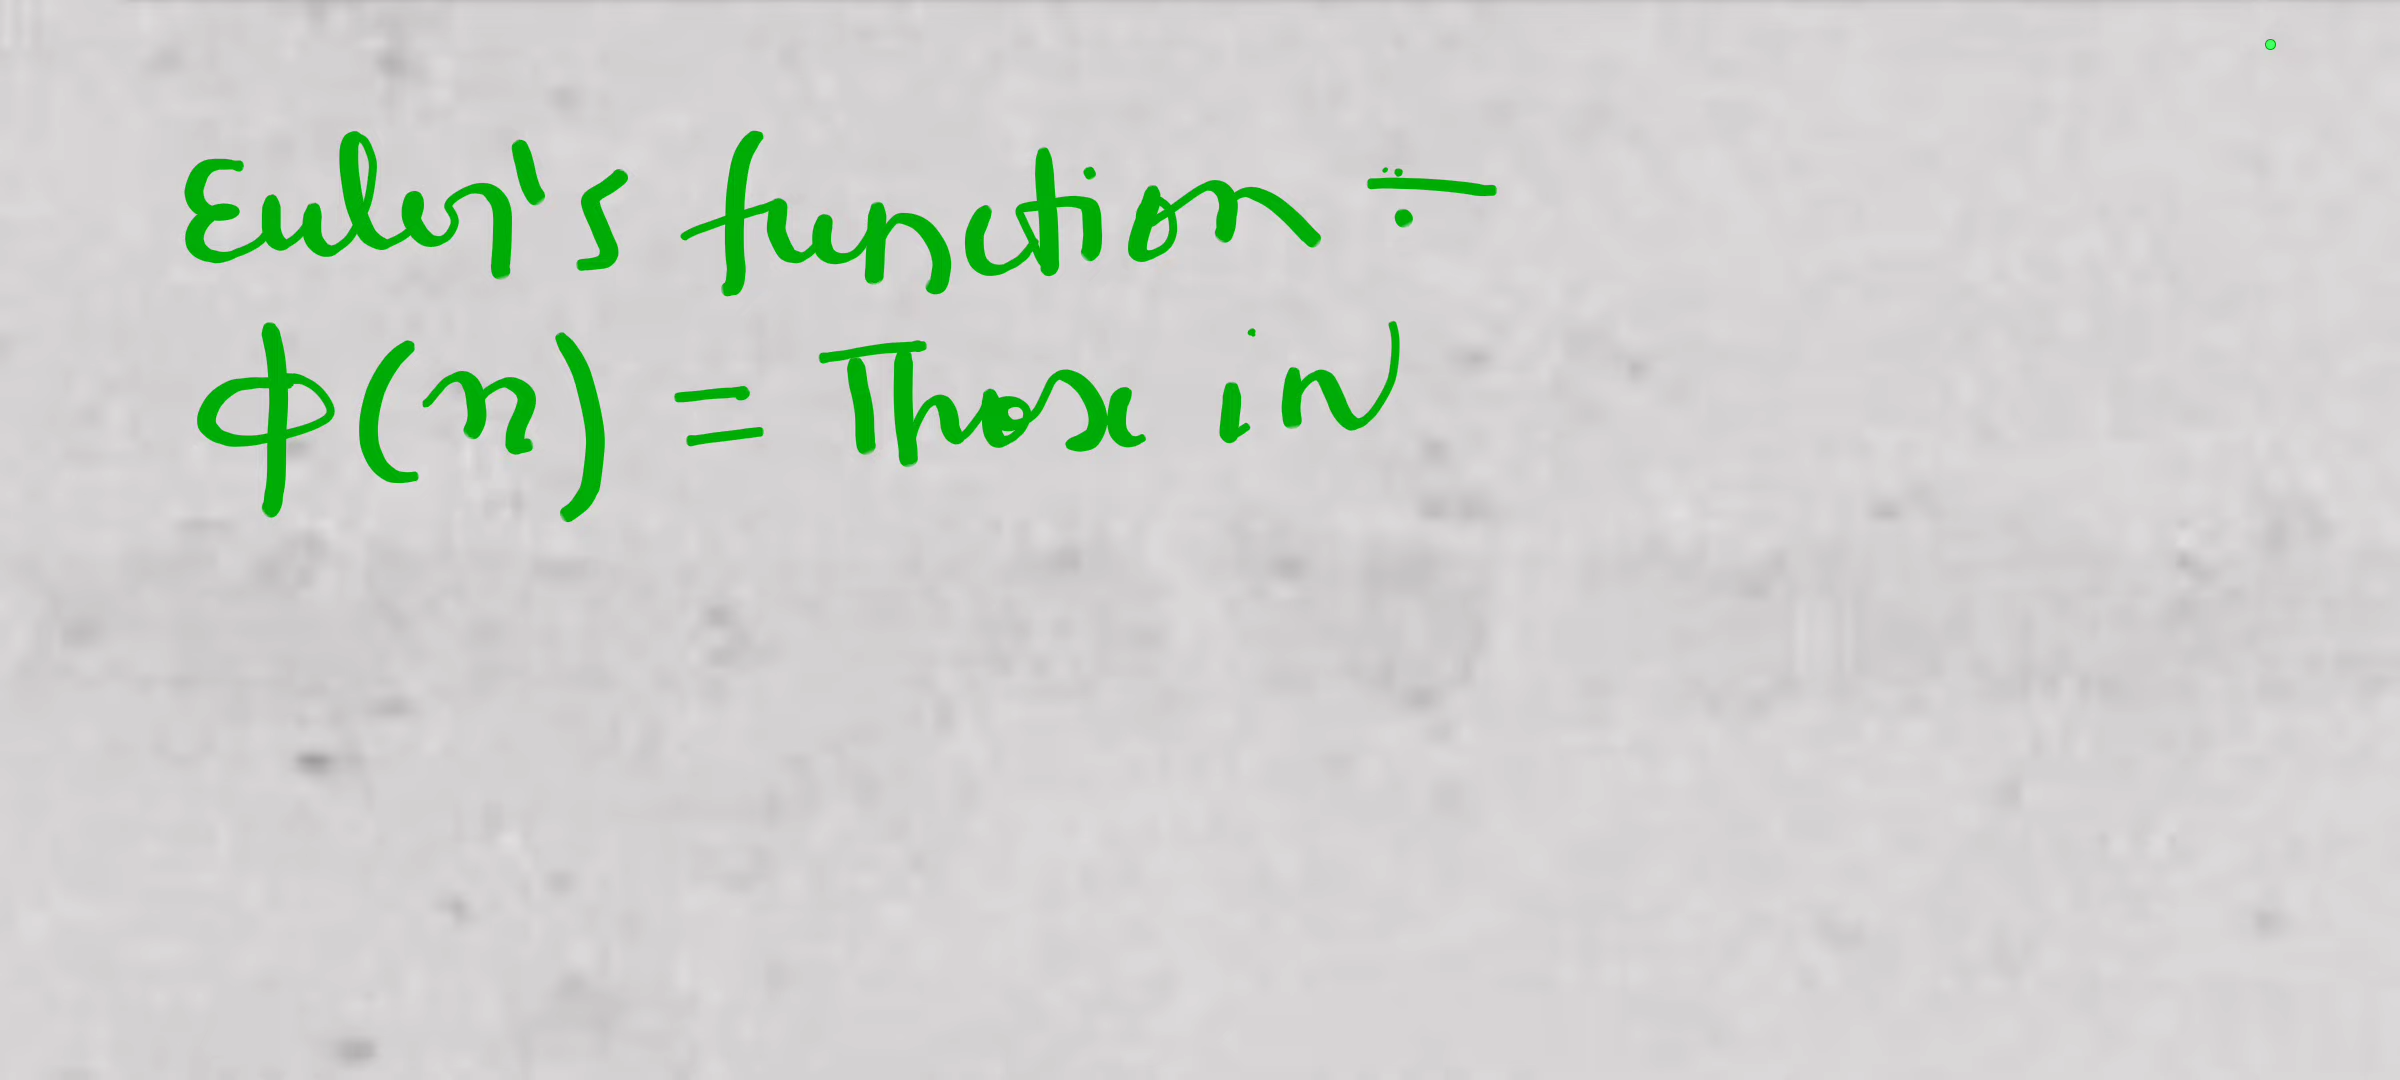 Euler's function :-
ϕ(n) = Those in